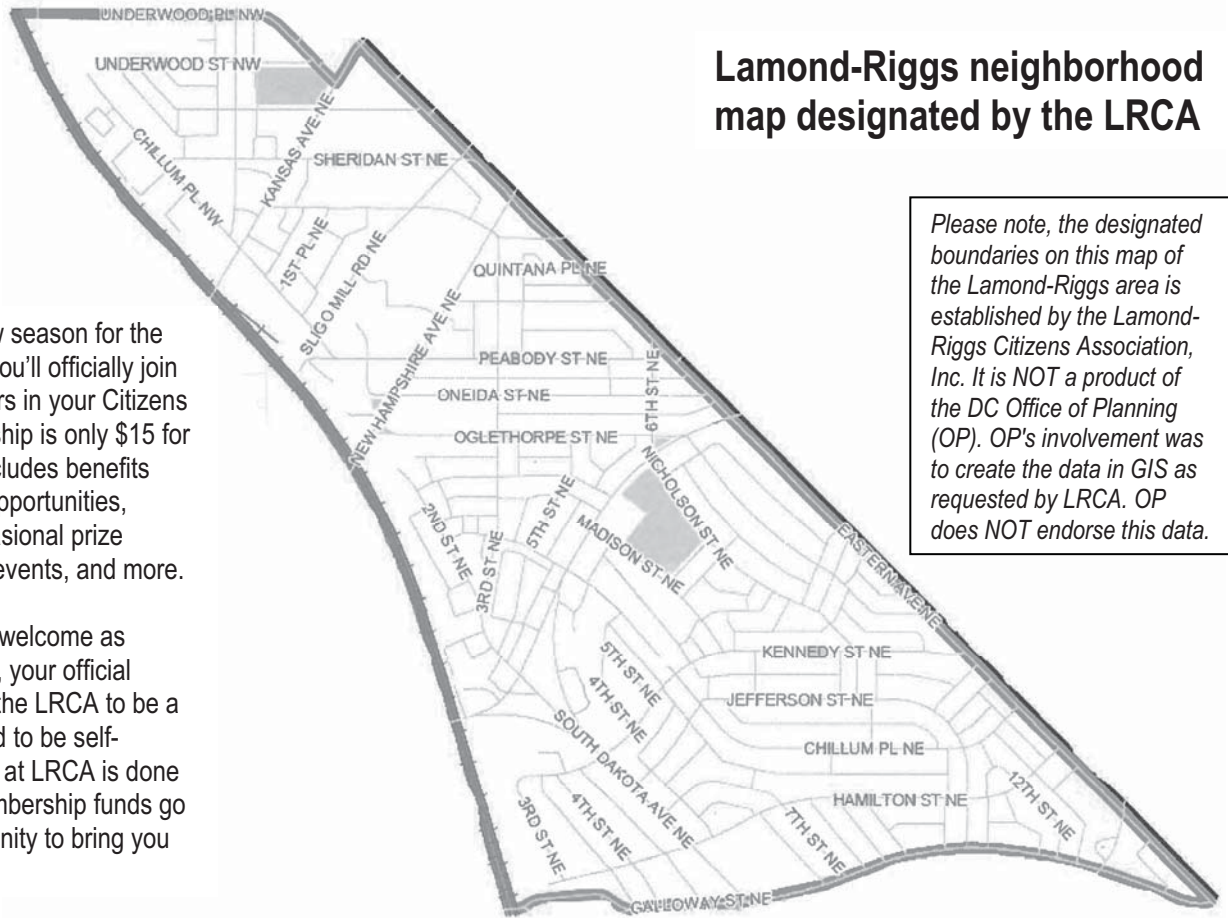 Lamond-Riggs neighborhood
map designated by the LRCA
Please note, the designated
boundaries on this map of
the Lamond-Riggs area is
established by the Lamond-
Riggs Citizens Association,
Inc. It is NOT a product of
the DC Office of Planning
(OP). OP's involvement was
to create the data in GIS as
requested by LRCA. OP
does NOT endorse this data.
season for the
you'll officially join
in your Citizens
is only $15 for
benefits
prize
events, and more.
welcome as
, your official
the LRCA to be a
to be self-
at LRCA is done
funds go
to bring you
UNDERWOOD PL NW
UNDERWOOD ST NW
KANSAS AVE NE
CHILLUM PL NW
SHERIDAN ST NE
1ST PL NE
SLIGO MILL RD NE
QUINTANA PL NE
NEW HAMPSHIRE AVE NE
PEABODY ST NE
6TH ST NE
ONEIDA ST NE
OGLETHORPE ST NE
NICHOLSON ST NE
2ND ST NE
3RD ST NE
5TH ST NE
MADISON ST NE
EASTERN AVE NE
KENNEDY ST NE
5TH ST NE
4TH ST NE
JEFFERSON ST NE
SOUTH DAKOTA AVE NE
CHILLUM PL NE
12TH ST NE
HAMILTON ST NE
3RD ST NE
4TH ST NE
7TH ST NE
GALLOWAY ST NE